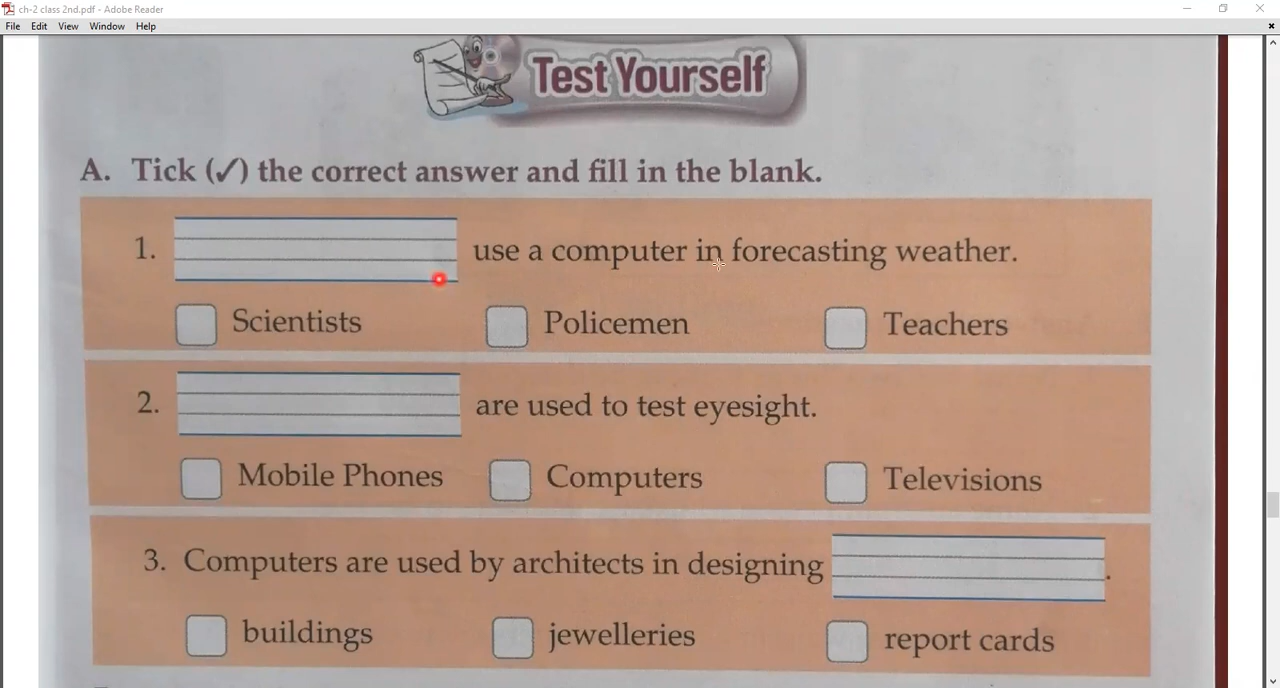 ch-2 class 2nd.pdf - Adobe Reader
File Edit View Window Help
Test Yourself
A. Tick (✓) the correct answer and fill in the blank.
1. use a computer in forecasting weather.
Scientists Policemen Teachers
2. are used to test eyesight.
Mobile Phones Computers Televisions
3. Computers are used by architects in designing .
buildings jewelleries report cards